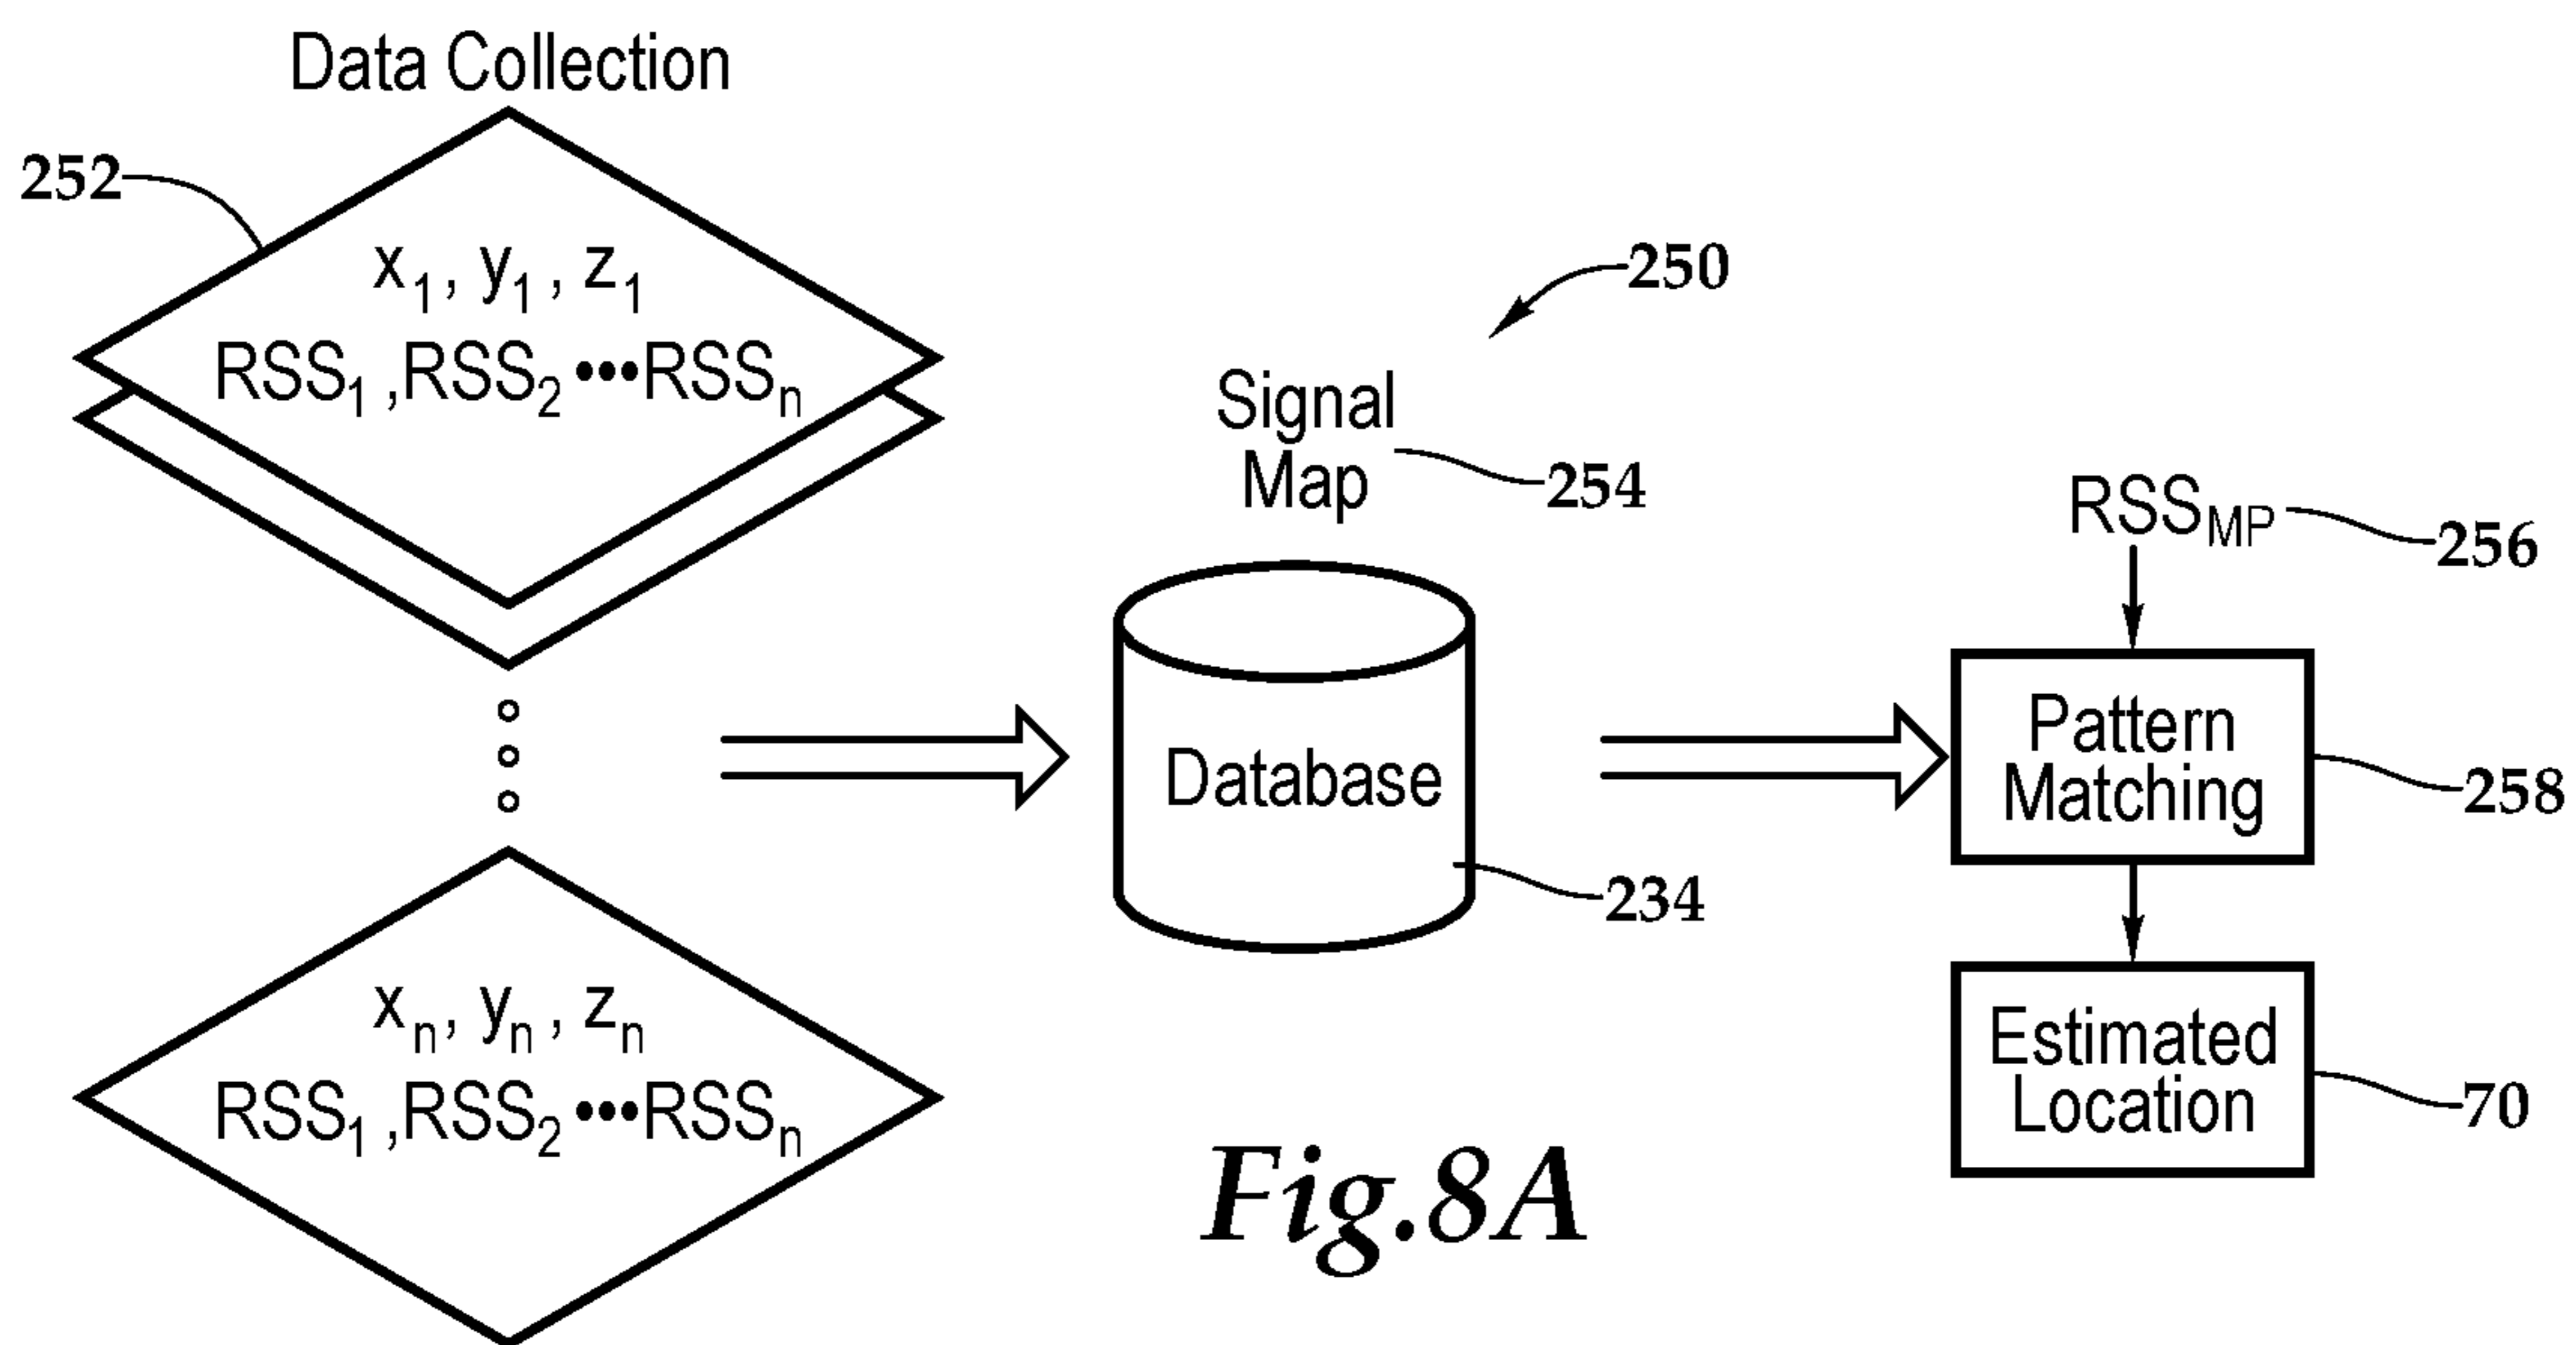 Data Collection
252
x₁, y₁, z₁
RSS₁,RSS₂•••RSSₙ
xₙ, yₙ, zₙ
RSS₁,RSS₂•••RSSₙ
250
Signal
Map
254
Database
234
RSS_MP
256
Pattern
Matching
258
Estimated
Location
70
Fig.8A